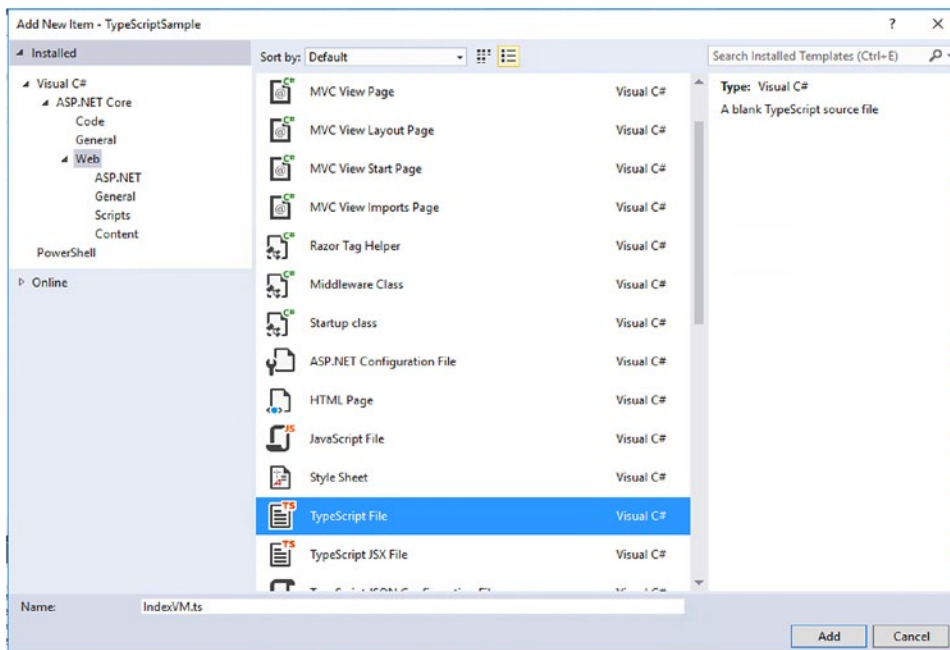 Add New Item - TypeScriptSample
? ×
Installed
Sort by: Default
Search Installed Templates (Ctrl+E)
Visual C#
ASP.NET Core
Code
General
Web
ASP.NET
General
Scripts
Content
PowerShell
Online
MVC View Page Visual C#
MVC View Layout Page Visual C#
MVC View Start Page Visual C#
MVC View Imports Page Visual C#
Razor Tag Helper Visual C#
Middleware Class Visual C#
Startup class Visual C#
ASP.NET Configuration File Visual C#
HTML Page Visual C#
JavaScript File Visual C#
Style Sheet Visual C#
TypeScript File Visual C#
TypeScript JSX File Visual C#
Type: Visual C#
A blank TypeScript source file
Name: IndexVM.ts
Add Cancel